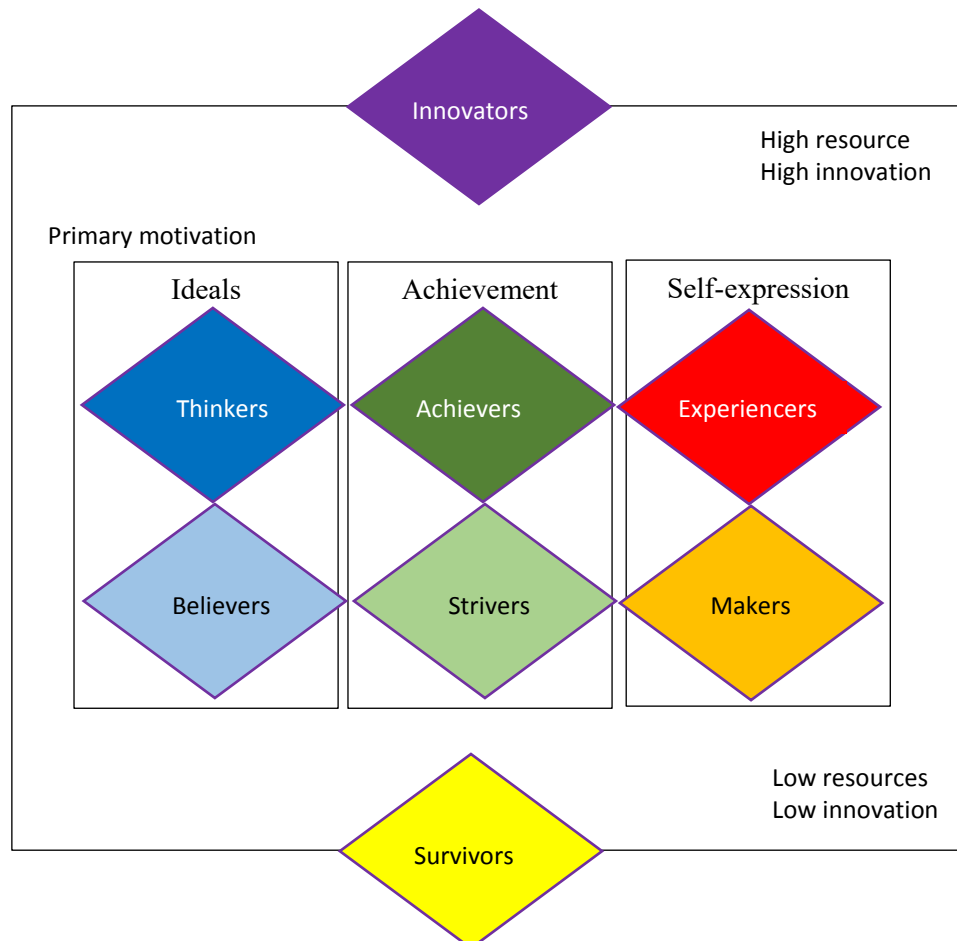 Innovators
High resource
High innovation
Primary motivation
Ideals
Achievement
Self-expression
Thinkers
Achievers
Experiencers
Believers
Strivers
Makers
Low resources
Low innovation
Survivors